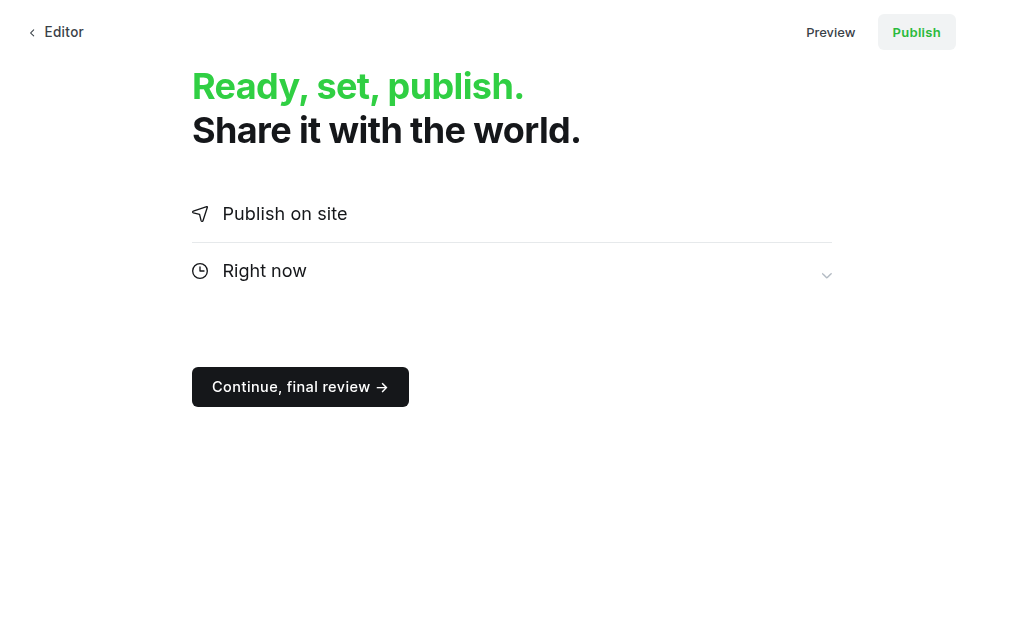 Editor
Preview
Publish
Ready, set, publish.
Share it with the world.
Publish on site
Right now
Continue, final review →